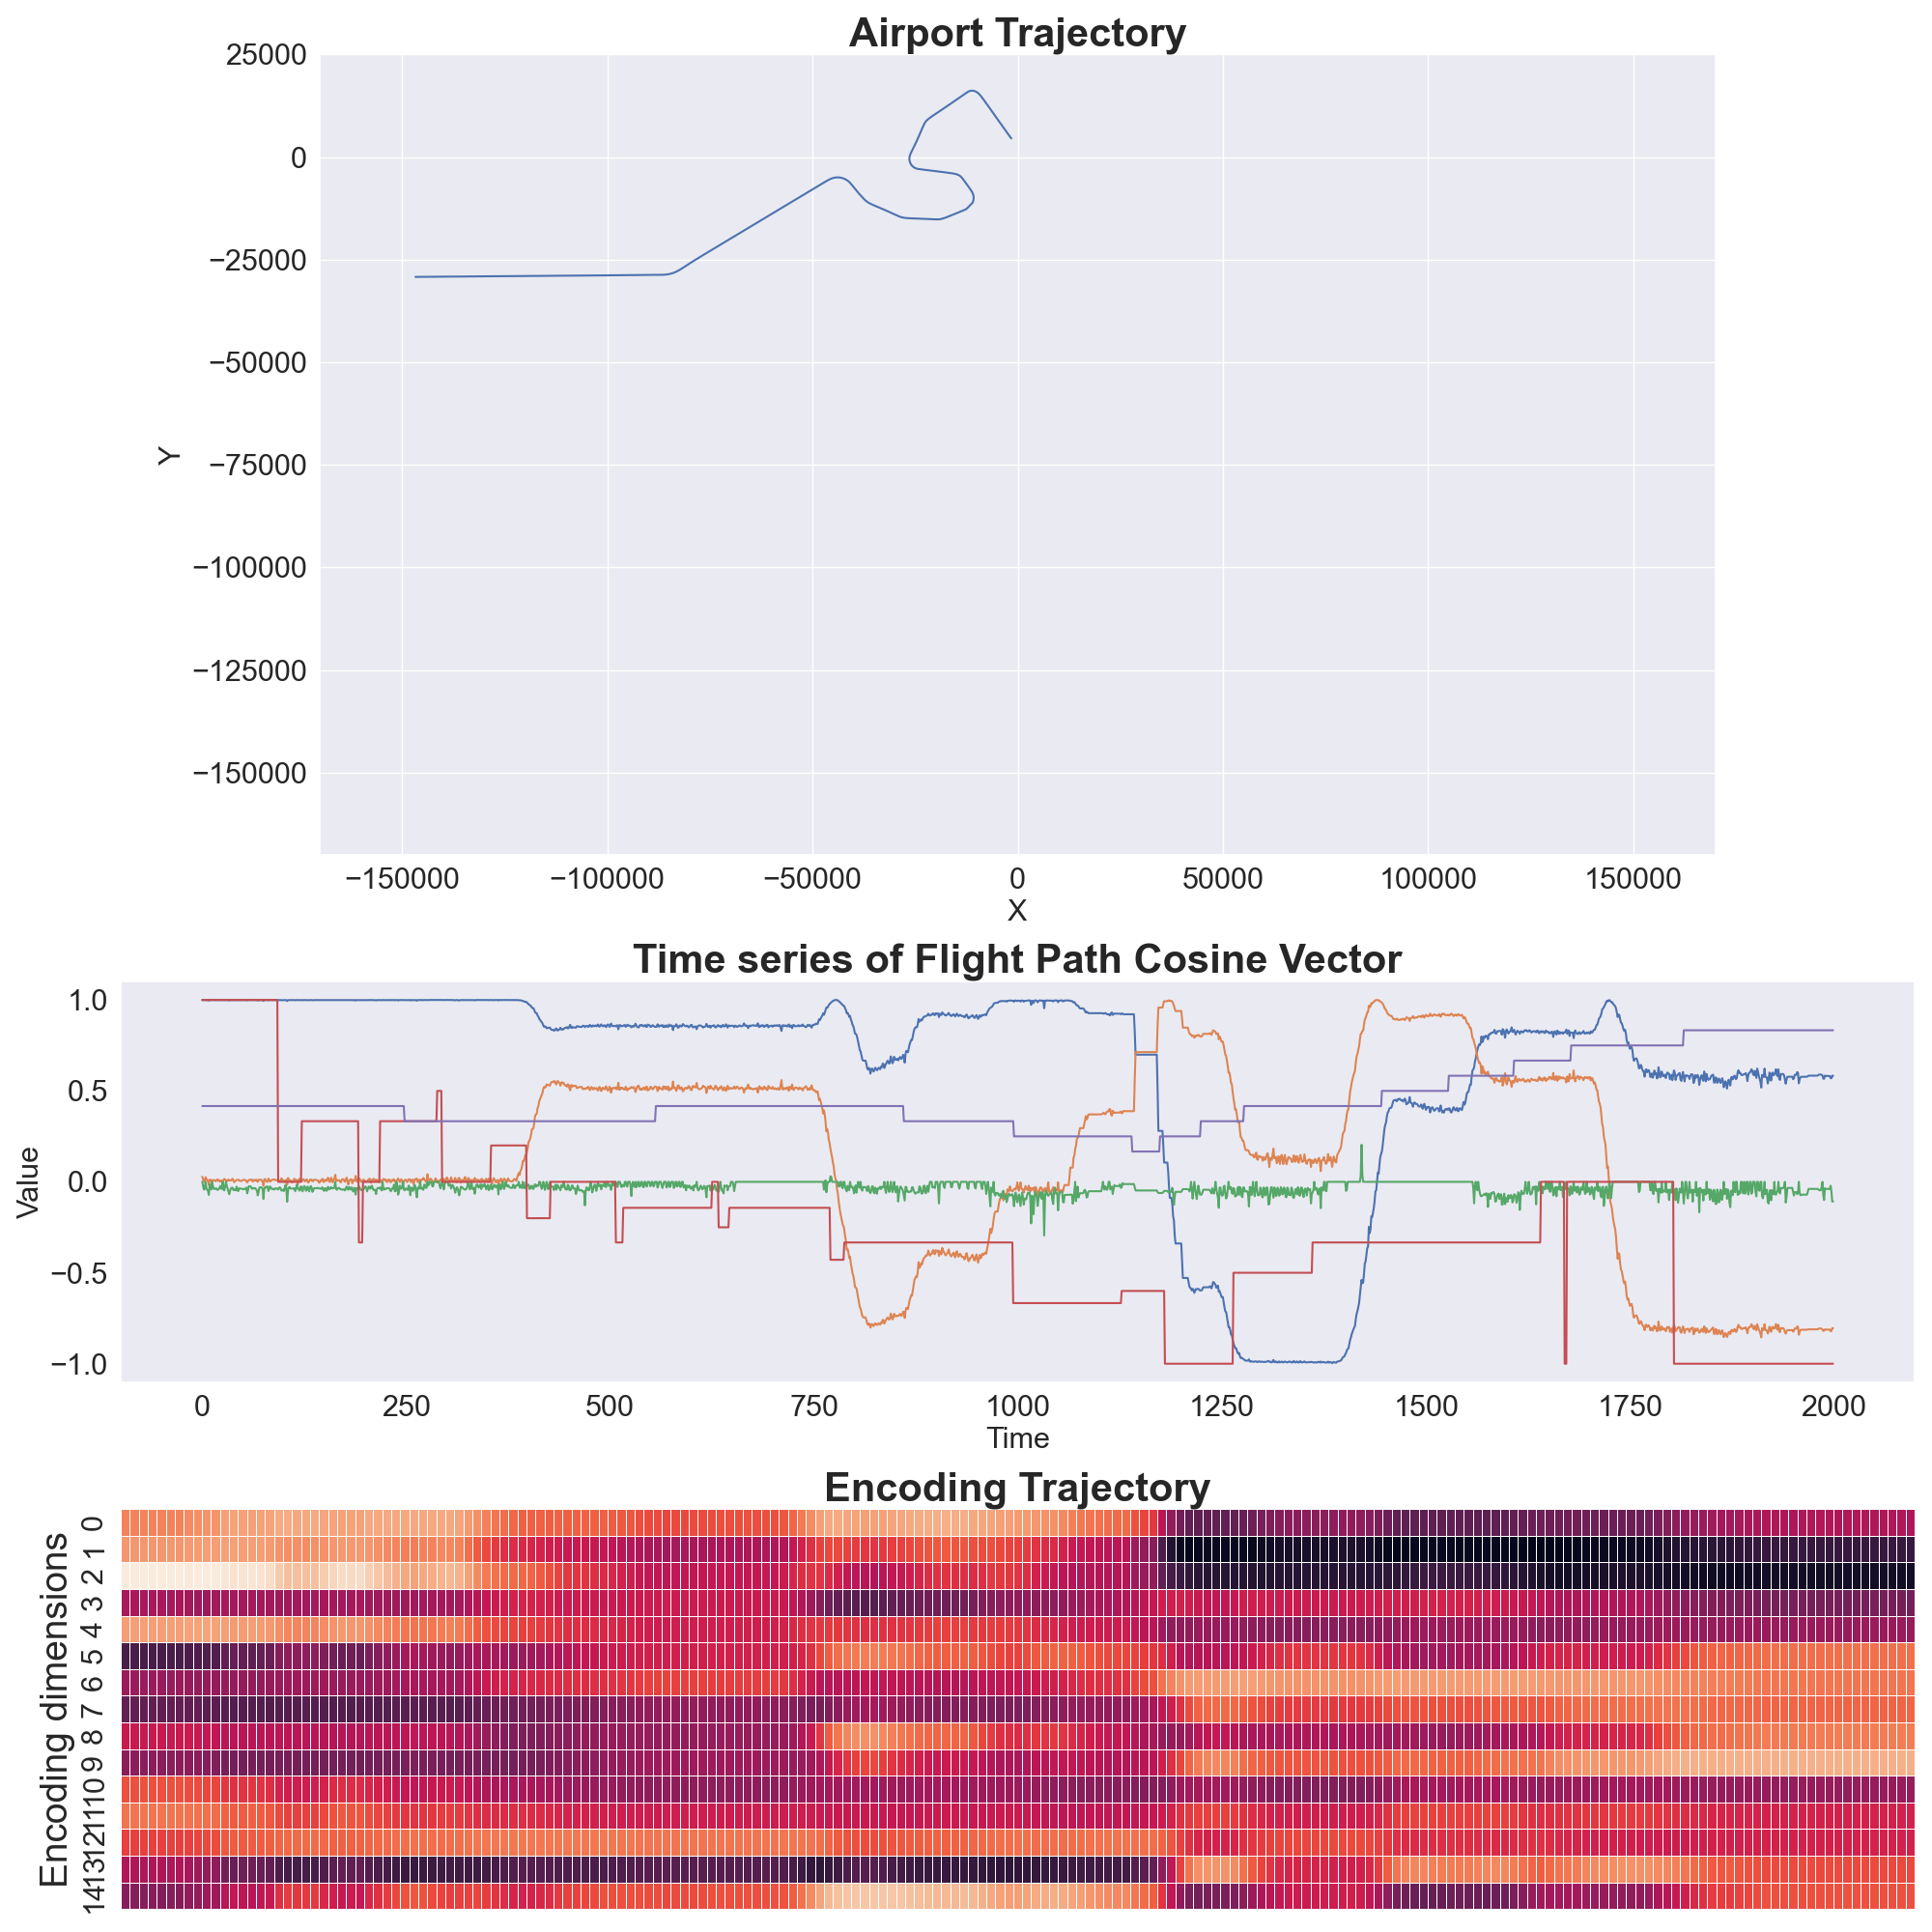 Airport Trajectory
25000
0
−25000
−50000
−75000
−100000
−125000
−150000
Y
−150000 −100000 −50000 0 50000 100000 150000
X
Time series of Flight Path Cosine Vector
1.0
0.5
0.0
−0.5
−1.0
Value
0 250 500 750 1000 1250 1500 1750 2000
Time
Encoding Trajectory
Encoding dimensions
0
1
2
3
4
5
6
7
8
9
10
11
12
13
14